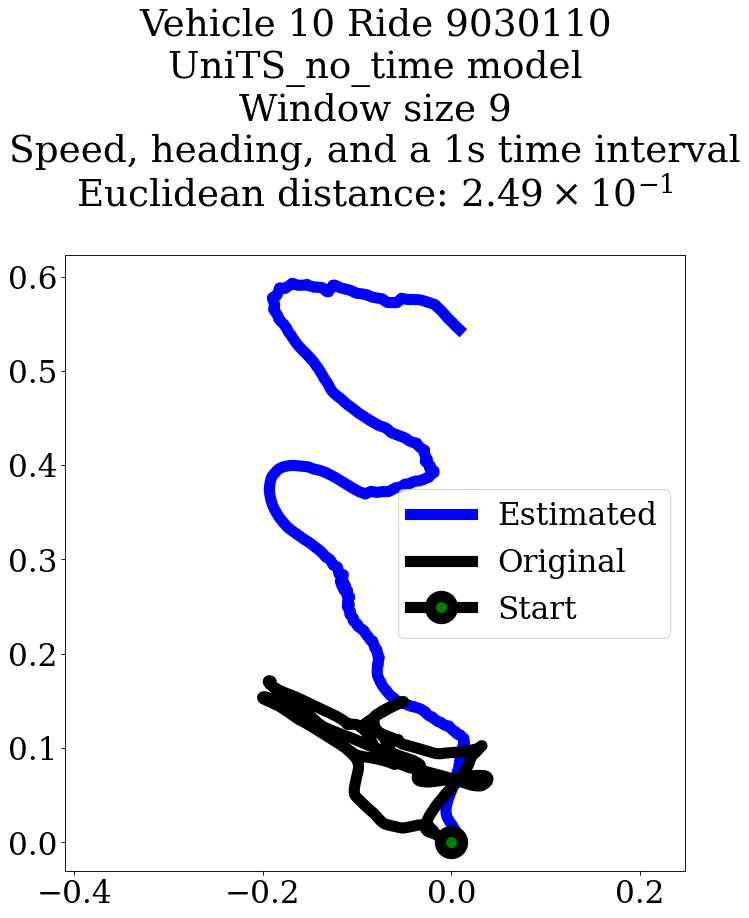 Vehicle 10 Ride 9030110
UniTS_no_time model
Window size 9
Speed, heading, and a 1s time interval
Euclidean distance: 2.49 × 10⁻¹
0.6
0.5
0.4
0.3
0.2
0.1
0.0
Estimated
Original
Start
−0.4 −0.2 0.0 0.2